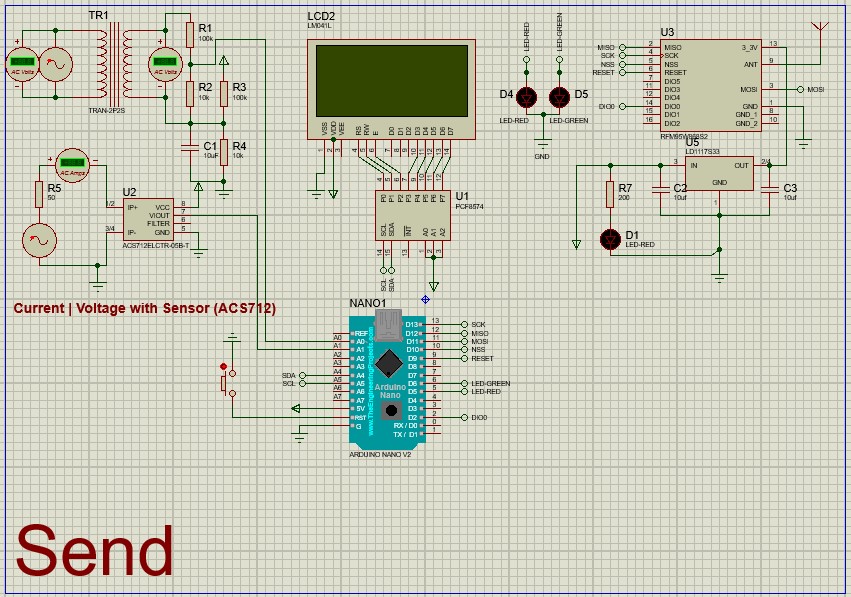 TR1
AC Volts
AC Volts
TRAN-2P2S
R1
100k
R2
10k
R3
100k
C1
10uF
R4
10k
AC Amps
R5
50
U2
1/2 IP+ VCC 8
VIOUT 7
FILTER 6
3/4 IP- GND 5
ACS712ELCTR-05B-T
Current | Voltage with Sensor (ACS712)
LCD2
LM041L
VSS VDD VEE RS RW E D0 D1 D2 D3 D4 D5 D6 D7
1 2 3 4 5 6 7 8 9 10 11 12 13 14
4 5 6 7 9 10 11 12
P0 P1 P2 P3 P4 P5 P6 P7
U1
PCF8574
SCL SDA INT A0 A1 A2
14 15 13 1 2 3
SCL SDA
LED-RED
LED-GREEN
D4
D5
LED-RED
LED-GREEN
GND
U3
MISO 2 MISO 3_3V 13
SCK 4 SCK
NSS 5 NSS ANT 9
RESET 6 RESET
7 DIO5
11 DIO3 MOSI 3 MOSI
12 DIO4
DIO0 14 DIO0 GND 1
15 DIO1 GND_1 8
16 DIO2 GND_2 10
U5
LD1117S33
3 IN OUT 2/4
GND
1
R7
200
C2
10uf
C3
10uf
D1
LED-RED
NANO1
A0 REF D13 13 SCK
A1 A0 D12 12 MISO
A2 A1 D11 11 MOSI
A3 A2 D10 10 NSS
A4 A3 D9 9 RESET
SDA A5 A4 D8 8
SCL A6 A5 D7 7
A7 A6 D6 6 LED-GREEN
A7 D5 5 LED-RED
5V D4 4
RST D3 3
G D2 2 DIO0
RX / D0 0
TX / D1 1
www.TheEngineeringProjects.com
Arduino
Nano
ARDUINO NANO V2
Send